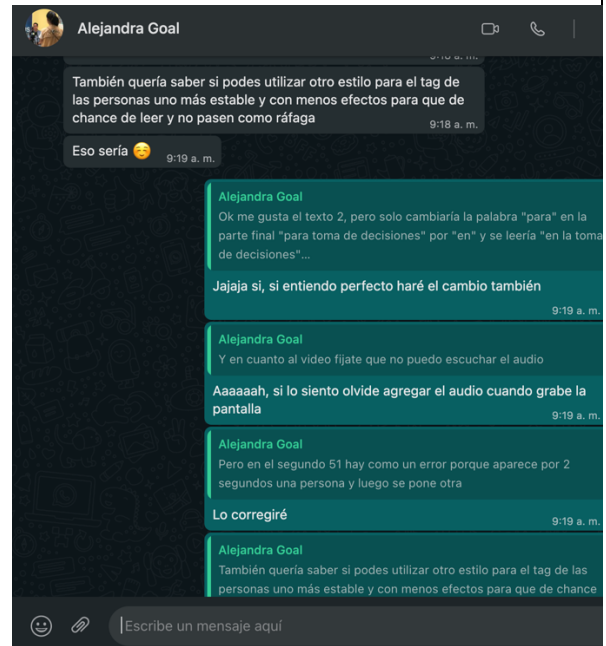 Alejandra Goal
También quería saber si podes utilizar otro estilo para el tag de
las personas uno más estable y con menos efectos para que de
chance de leer y no pasen como ráfaga
9:18 a. m.
Eso sería
9:19 a. m.
Alejandra Goal
Ok me gusta el texto 2, pero solo cambiaría la palabra "para" en la
parte final "para toma de decisiones" por "en" y se leería "en la toma
de decisiones"...
Jajaja si, si entiendo perfecto haré el cambio también
9:19 a. m.
Alejandra Goal
Y en cuanto al video fijate que no puedo escuchar el audio
Aaaaaah, si lo siento olvide agregar el audio cuando grabe la
pantalla
9:19 a. m.
Alejandra Goal
Pero en el segundo 51 hay como un error porque aparece por 2
segundos una persona y luego se pone otra
Lo corregiré
9:19 a. m.
Alejandra Goal
También quería saber si podes utilizar otro estilo para el tag de las
personas uno más estable y con menos efectos para que de chance
Escribe un mensaje aquí